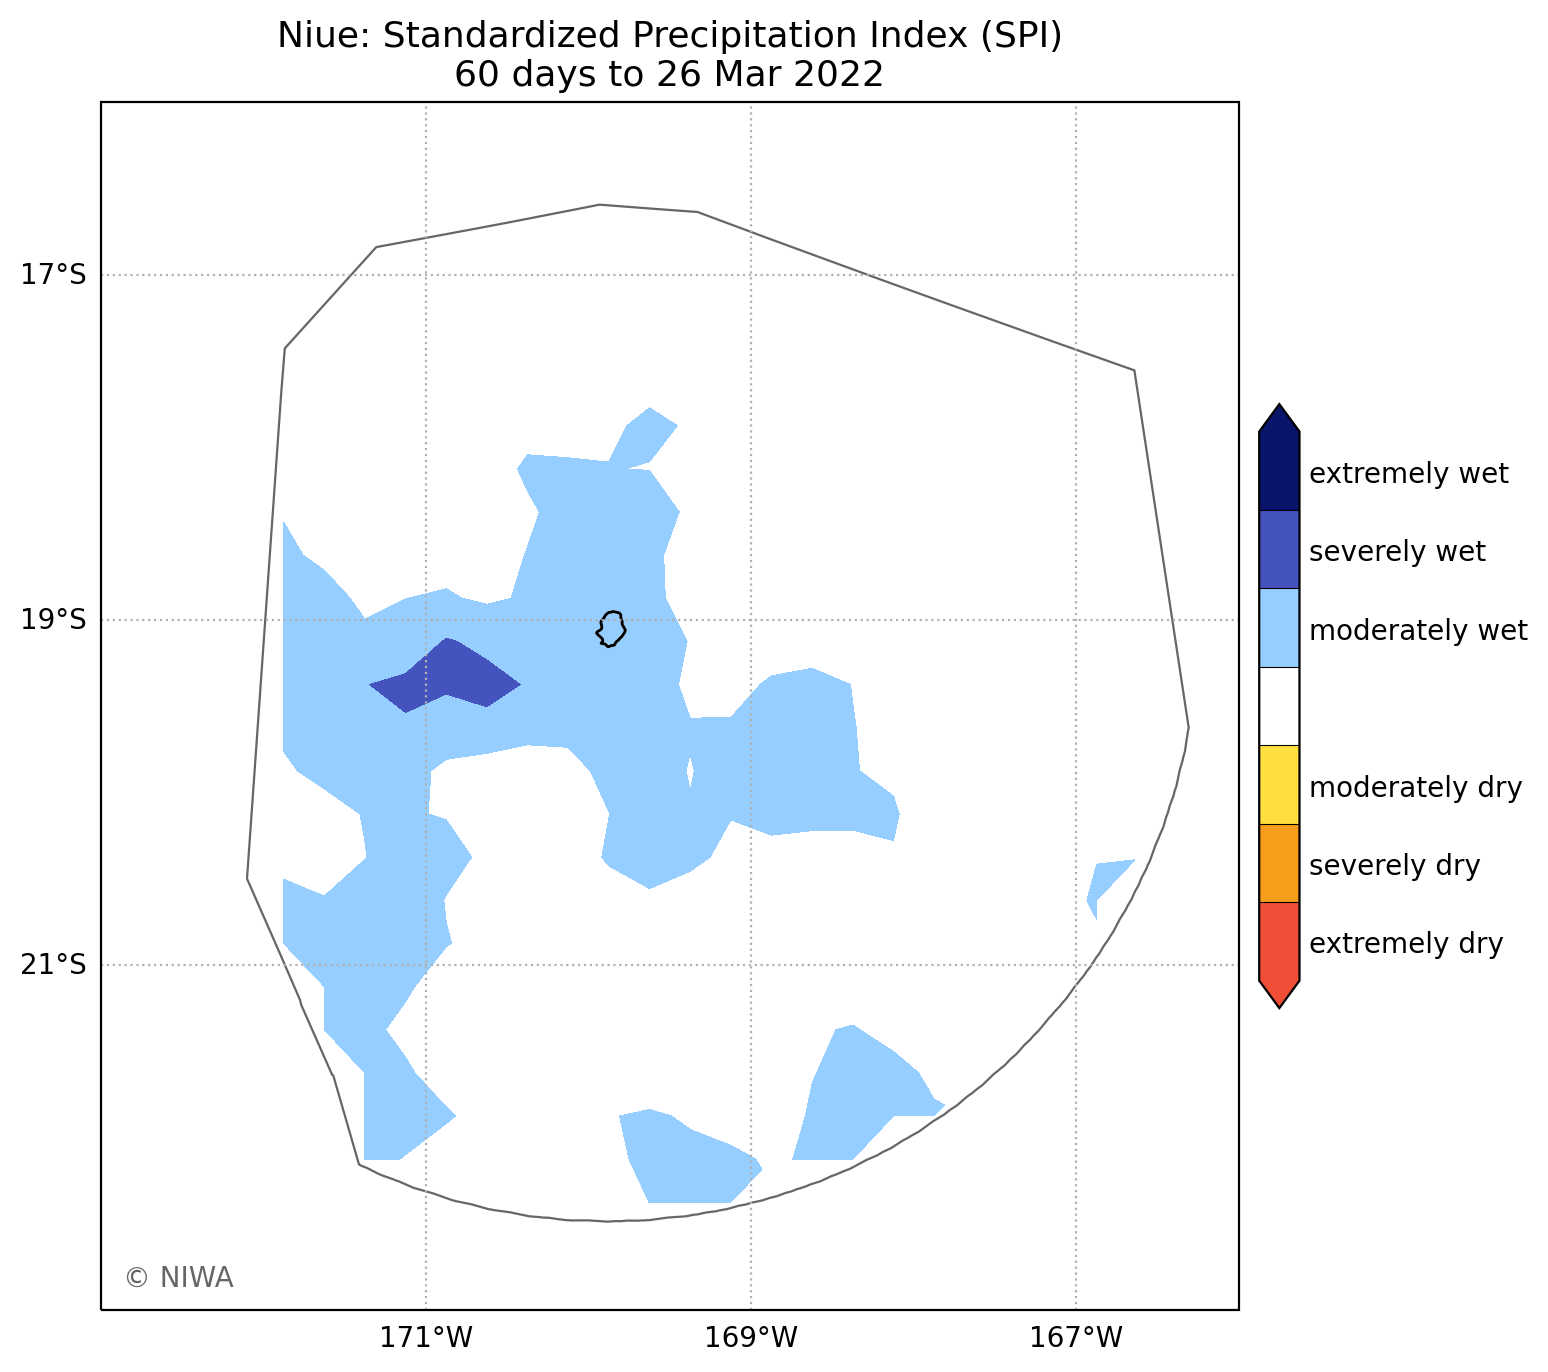 Niue: Standardized Precipitation Index (SPI)
60 days to 26 Mar 2022
17°S
19°S
21°S
171°W
169°W
167°W
extremely wet
severely wet
moderately wet
moderately dry
severely dry
extremely dry
© NIWA